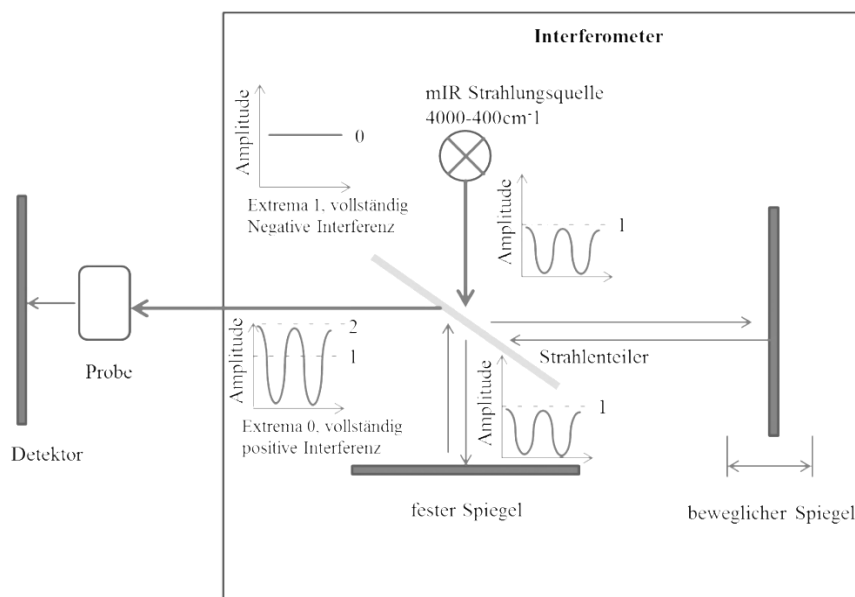 Interferometer
mIR Strahlungsquelle
4000-400cm-1
Amplitude
0
Extrema 1, vollständig
Negative Interferenz
Amplitude
1
Amplitude
2
1
Extrema 0, vollständig
positive Interferenz
Probe
Detektor
Strahlenteiler
Amplitude
1
fester Spiegel
beweglicher Spiegel